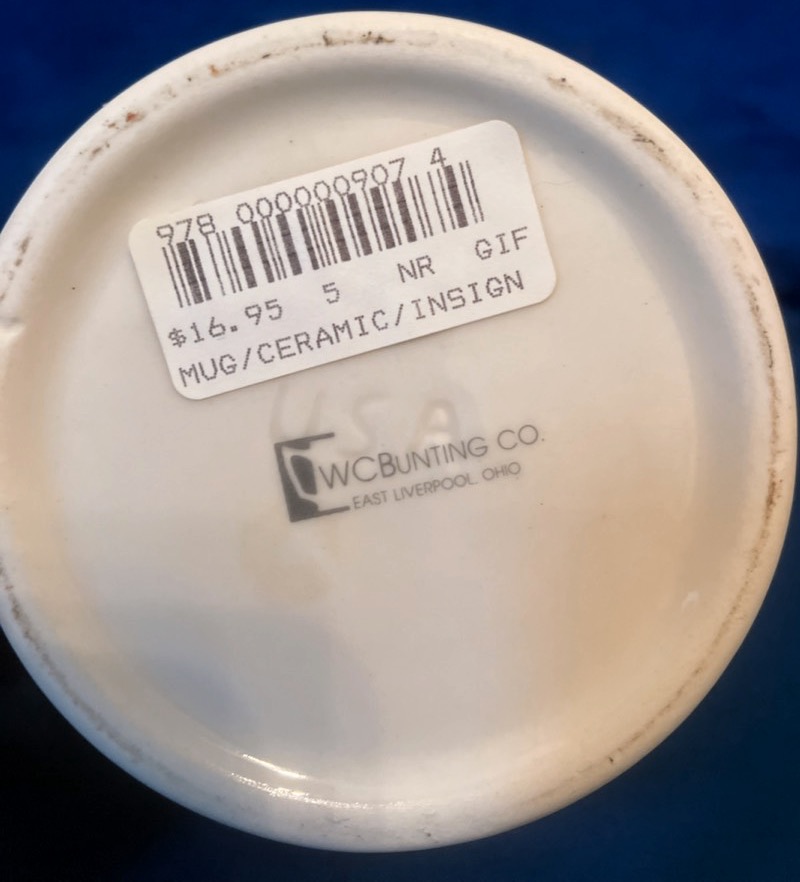 978 000000907 4
$16.95 5 NR GIF
MUG/CERAMIC/INSIGN
USA
WCBUNTING CO.
EAST LIVERPOOL. OHIO